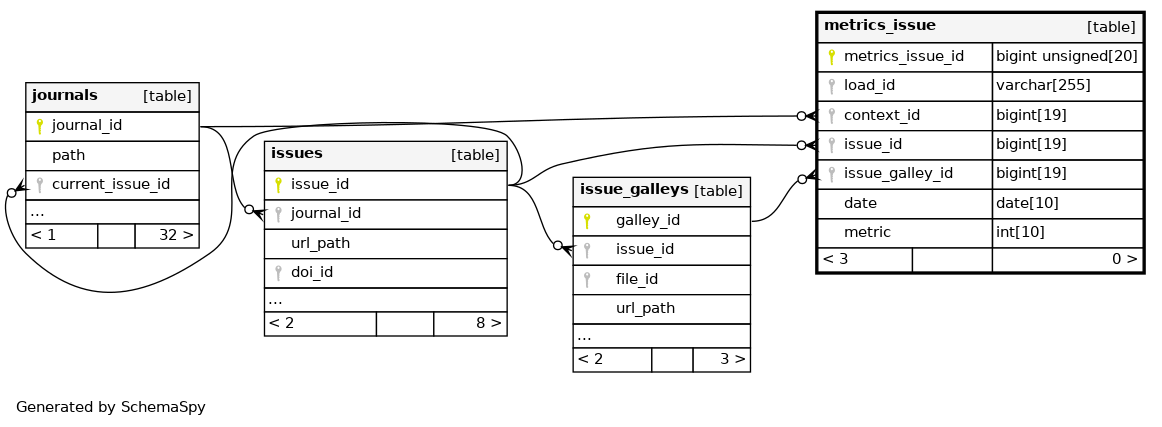 metrics_issue [table]
metrics_issue_id bigint unsigned[20]
load_id varchar[255]
context_id bigint[19]
issue_id bigint[19]
issue_galley_id bigint[19]
date date[10]
metric int[10]
< 3 0 >
journals [table]
journal_id
path
current_issue_id
...
< 1 32 >
issues [table]
issue_id
journal_id
url_path
doi_id
...
< 2 8 >
issue_galleys [table]
galley_id
issue_id
file_id
url_path
...
< 2 3 >
Generated by SchemaSpy